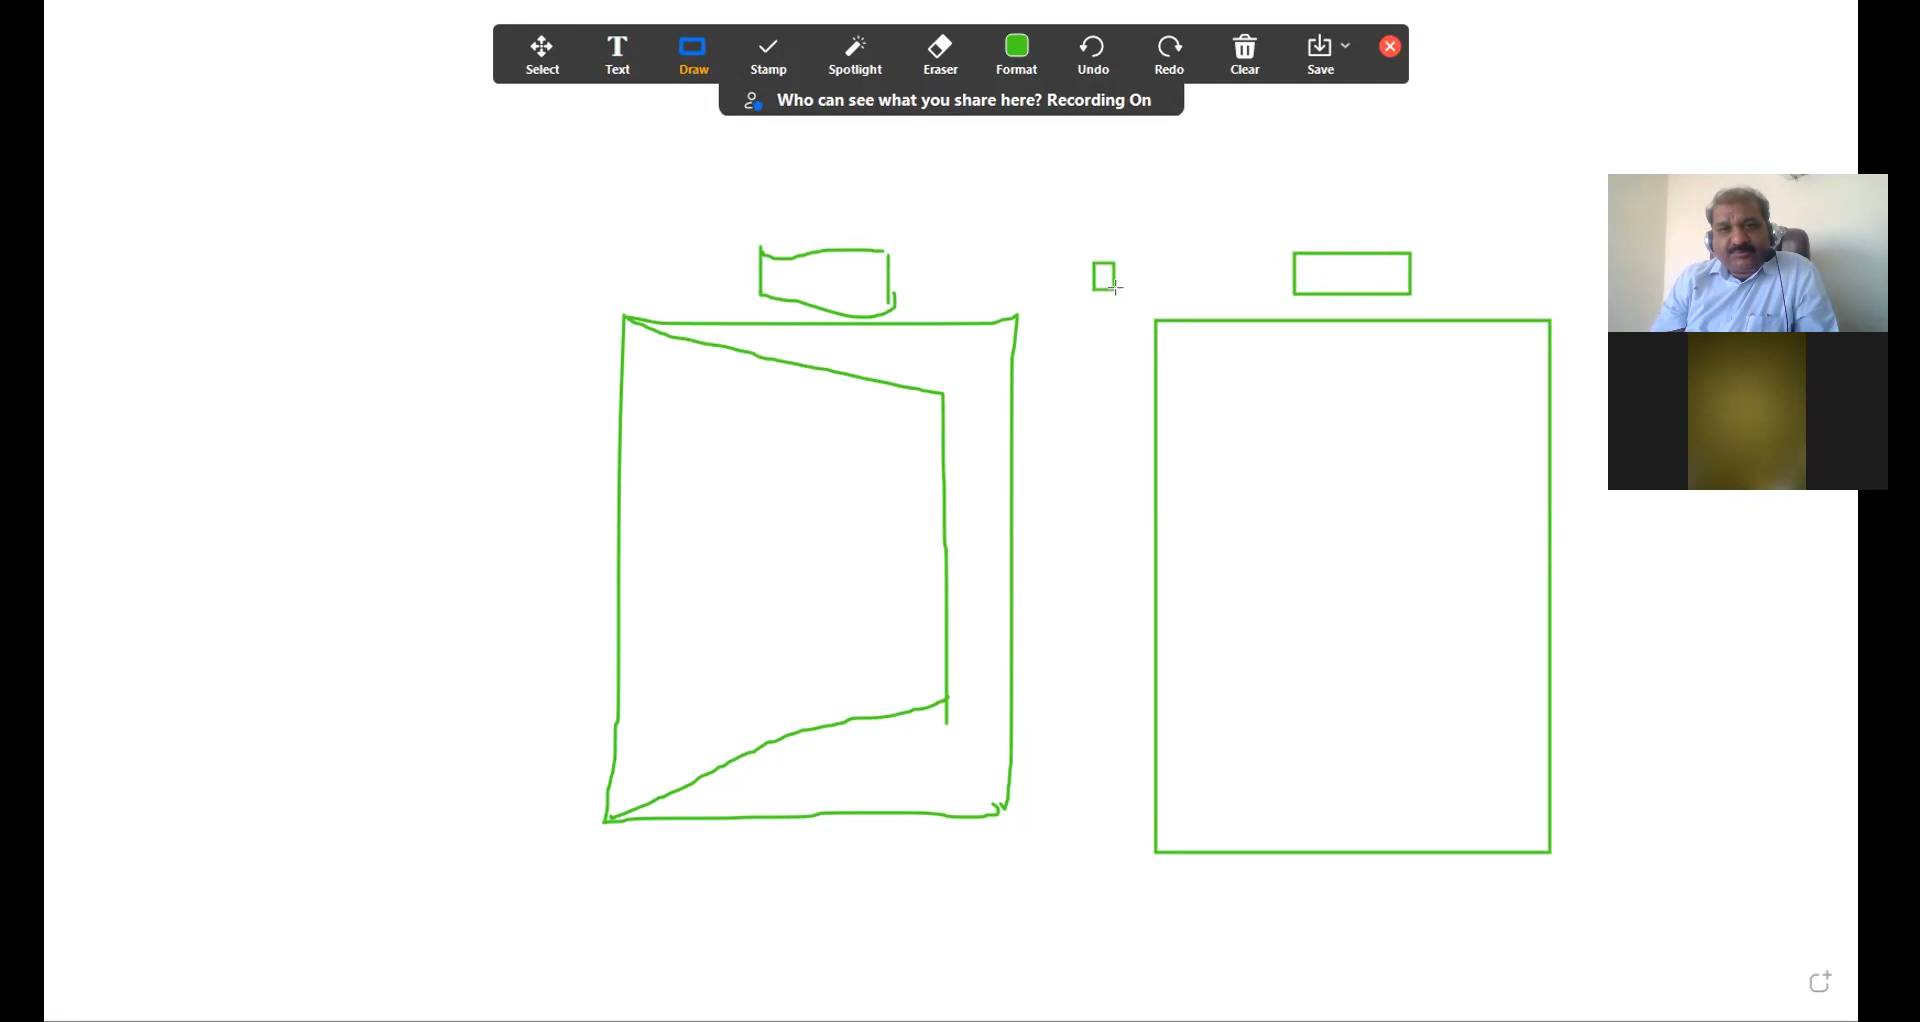 Select Text Draw Stamp Spotlight Eraser Format Undo Redo Clear Save
Who can see what you share here? Recording On